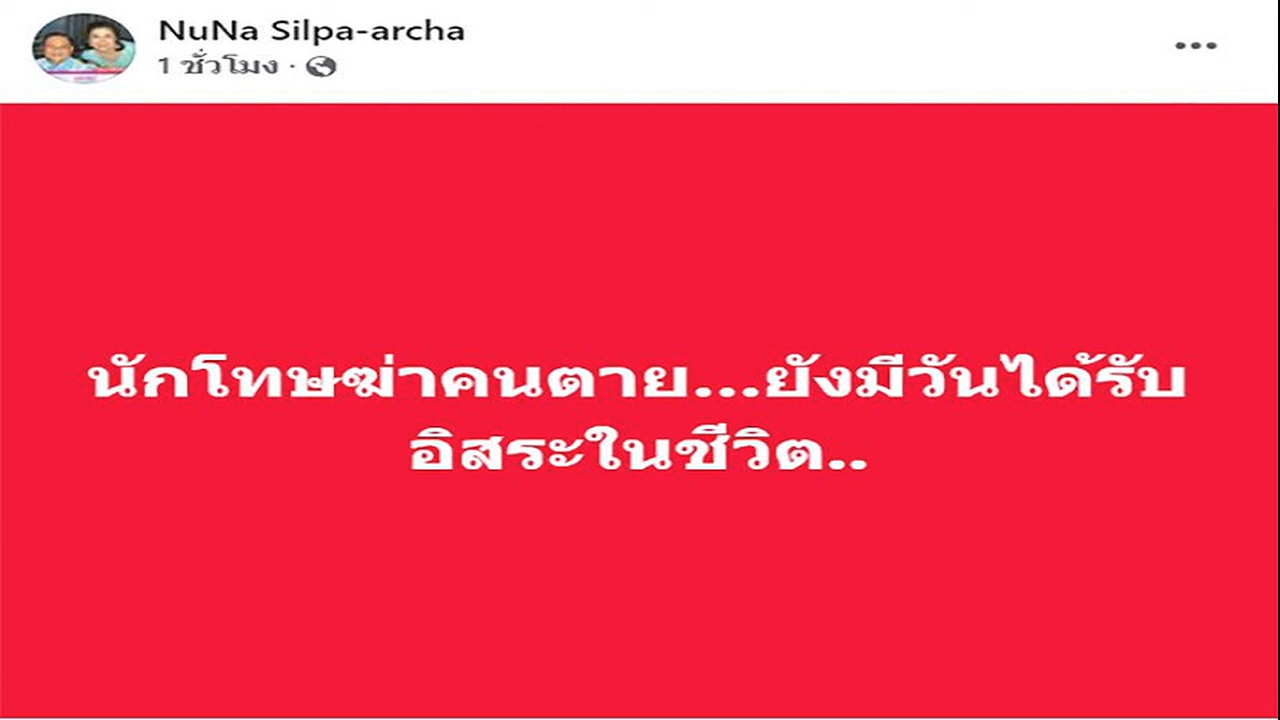 NuNa Silpa-archa
1 ชั่วโมง ·
นักโทษฆ่าคนตาย...ยังมีวันได้รับ
อิสระในชีวิต..